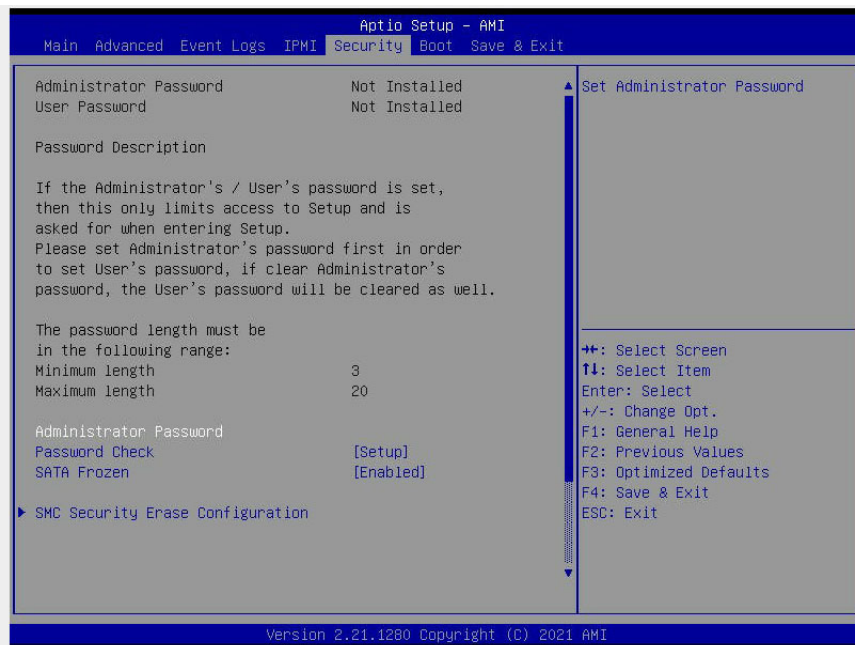 Aptio Setup – AMI
Main Advanced Event Logs IPMI Security Boot Save & Exit
Administrator Password Not Installed
User Password Not Installed
Password Description
If the Administrator's / User's password is set,
then this only limits access to Setup and is
asked for when entering Setup.
Please set Administrator's password first in order
to set User's password, if clear Administrator's
password, the User's password will be cleared as well.
The password length must be
in the following range:
Minimum length 3
Maximum length 20
Administrator Password
Password Check [Setup]
SATA Frozen [Enabled]
SMC Security Erase Configuration
Set Administrator Password
→←: Select Screen
↑↓: Select Item
Enter: Select
+/-: Change Opt.
F1: General Help
F2: Previous Values
F3: Optimized Defaults
F4: Save & Exit
ESC: Exit
Version 2.21.1280 Copyright (C) 2021 AMI